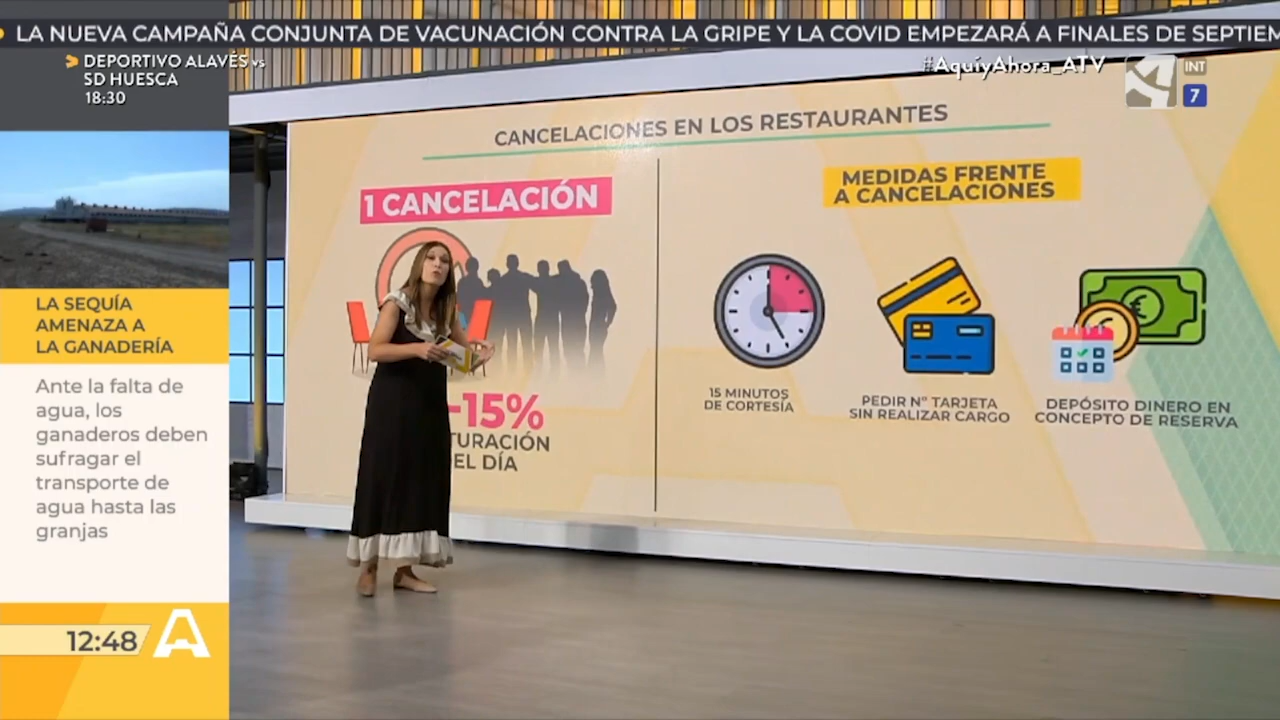 LA NUEVA CAMPAÑA CONJUNTA DE VACUNACIÓN CONTRA LA GRIPE Y LA COVID EMPEZARÁ A FINALES DE SEPTIEM
DEPORTIVO ALAVÉS vs
SD HUESCA
18:30
#AquíyAhora_ATV
INT
7
CANCELACIONES EN LOS RESTAURANTES
1 CANCELACIÓN
-15%
TURACIÓN
EL DÍA
MEDIDAS FRENTE
A CANCELACIONES
15 MINUTOS
DE CORTESÍA
PEDIR Nº TARJETA
SIN REALIZAR CARGO
DEPÓSITO DINERO EN
CONCEPTO DE RESERVA
LA SEQUÍA
AMENAZA A
LA GANADERÍA
Ante la falta de
agua, los
ganaderos deben
sufragar el
transporte de
agua hasta las
granjas
12:48